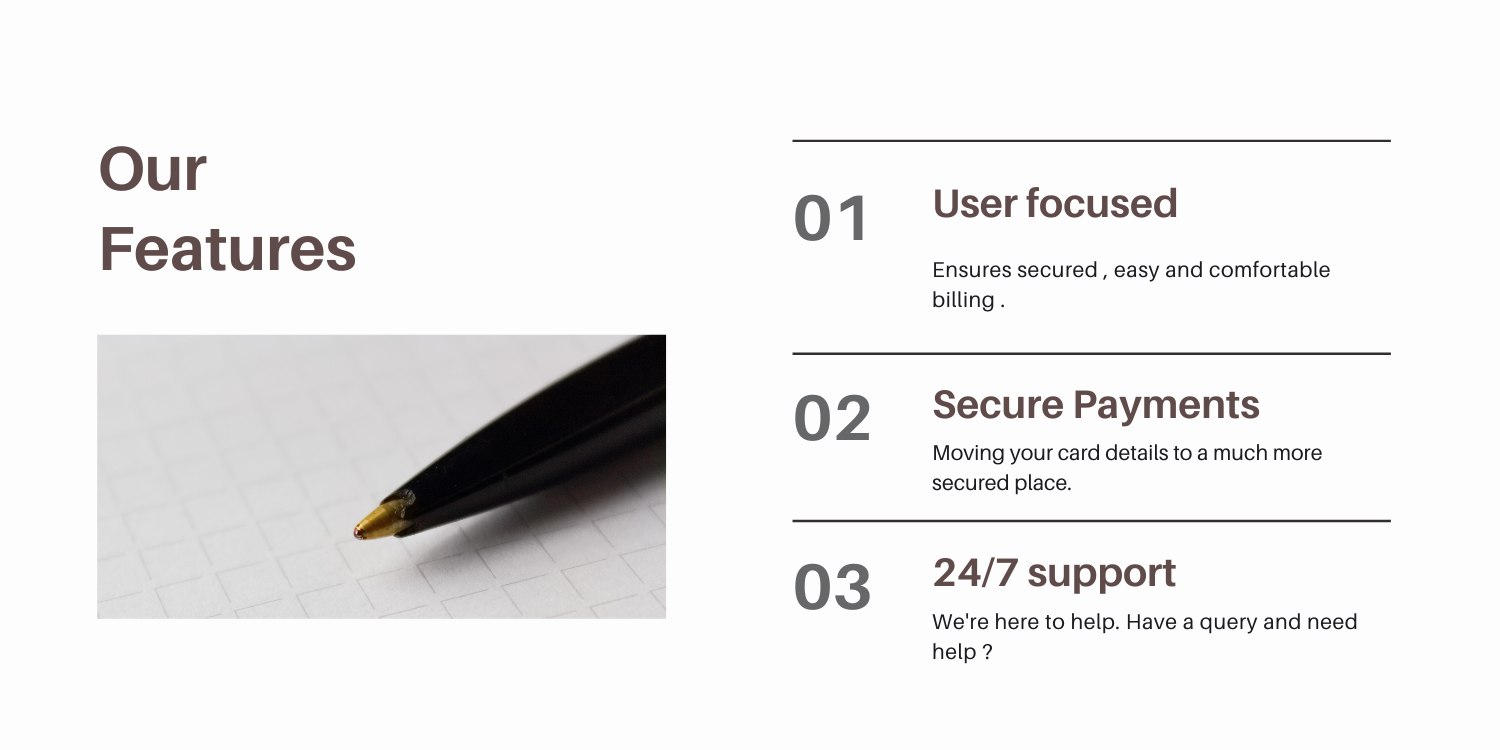 Our
Features
01
User focused
Ensures secured , easy and comfortable
billing .
02
Secure Payments
Moving your card details to a much more
secured place.
03
24/7 support
We're here to help. Have a query and need
help ?